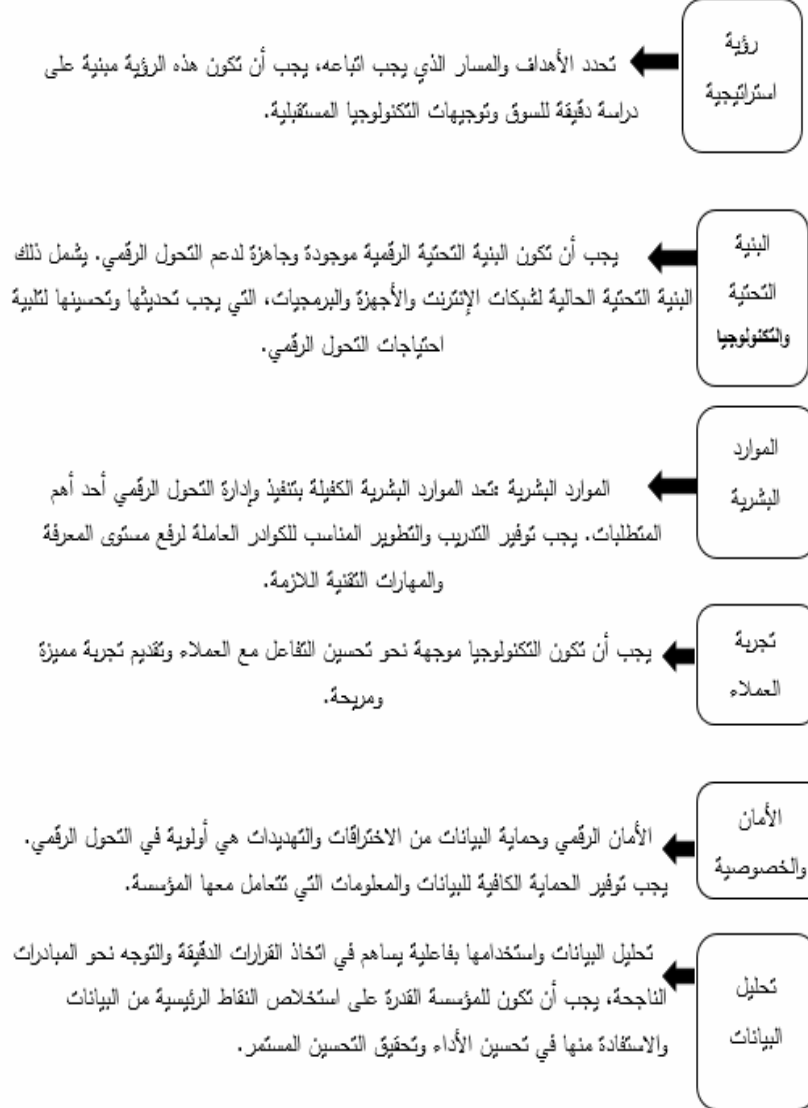 رؤية
استراتيجية
تحدد الأهداف والمسار الذي يجب اتباعه، يجب أن تكون هذه الرؤية مبنية على
دراسة دقيقة للسوق وتوجيهات التكنولوجيا المستقبلية.
البنية
التحتية
والتكنولوجيا
يجب أن تكون البنية التحتية الرقمية موجودة وجاهزة لدعم التحول الرقمي. يشمل ذلك
البنية التحتية الحالية لشبكات الإنترنت والأجهزة والبرمجيات، التي يجب تحديثها وتحسينها لتلبية
احتياجات التحول الرقمي.
الموارد
البشرية
الموارد البشرية :تعد الموارد البشرية الكفيلة بتنفيذ وإدارة التحول الرقمي أحد أهم
المتطلبات. يجب توفير التدريب والتطوير المناسب للكوادر العاملة لرفع مستوى المعرفة
والمهارات التقنية اللازمة.
تجربة
العملاء
يجب أن تكون التكنولوجيا موجهة نحو تحسين التفاعل مع العملاء وتقديم تجربة مميزة
ومريحة.
الأمان
والخصوصية
الأمان الرقمي وحماية البيانات من الاختراقات والتهديدات هي أولوية في التحول الرقمي.
يجب توفير الحماية الكافية للبيانات والمعلومات التي تتعامل معها المؤسسة.
تحليل
البيانات
تحليل البيانات واستخدامها بفاعلية يساهم في اتخاذ القرارات الدقيقة والتوجه نحو المبادرات
الناجحة، يجب أن تكون للمؤسسة القدرة على استخلاص النقاط الرئيسية من البيانات
والاستفادة منها في تحسين الأداء وتحقيق التحسين المستمر.